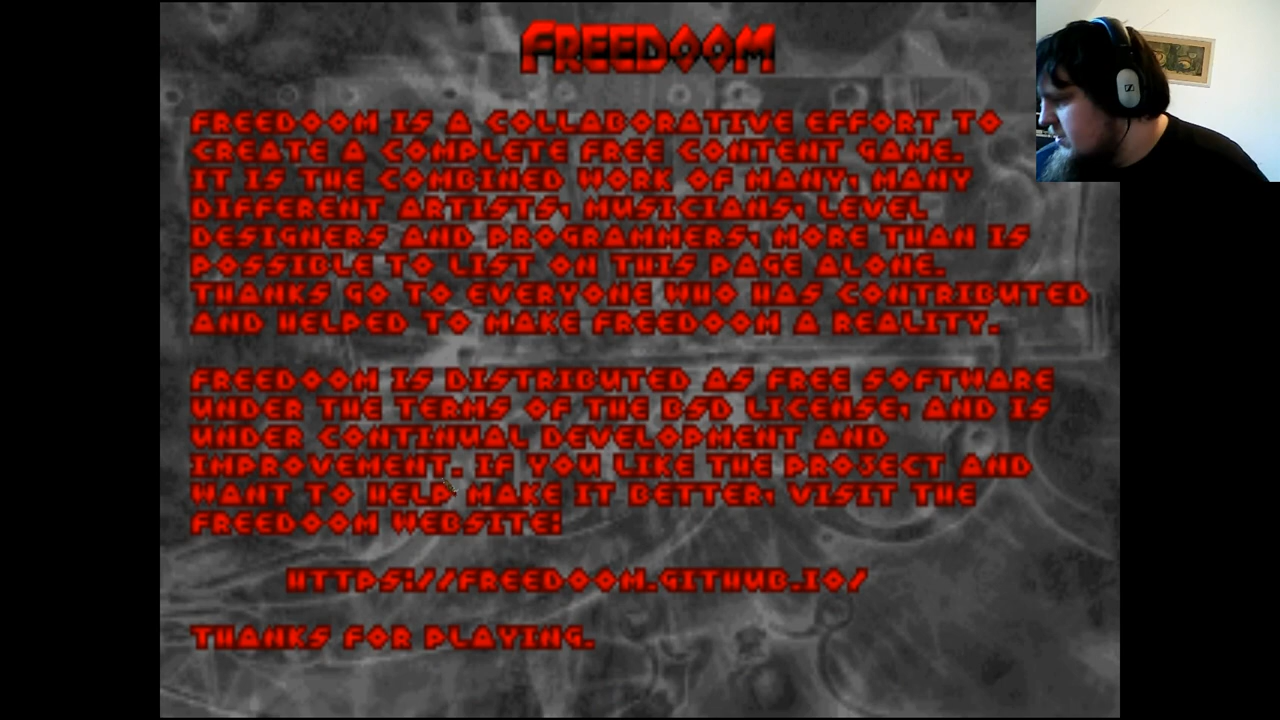 FREEDOOM
FREEDOOM IS A COLLABORATIVE EFFORT TO
CREATE A COMPLETE FREE CONTENT GAME.
IT IS THE COMBINED WORK OF MANY, MANY
DIFFERENT ARTISTS, MUSICIANS, LEVEL
DESIGNERS AND PROGRAMMERS, MORE THAN IS
POSSIBLE TO LIST ON THIS PAGE ALONE.
THANKS GO TO EVERYONE WHO HAS CONTRIBUTED
AND HELPED TO MAKE FREEDOOM A REALITY.
FREEDOOM IS DISTRIBUTED AS FREE SOFTWARE
UNDER THE TERMS OF THE BSD LICENSE, AND IS
UNDER CONTINUAL DEVELOPMENT AND
IMPROVEMENT. IF YOU LIKE THE PROJECT AND
WANT TO HELP MAKE IT BETTER, VISIT THE
FREEDOOM WEBSITE:
HTTPS://FREEDOOM.GITHUB.IO/
THANKS FOR PLAYING.